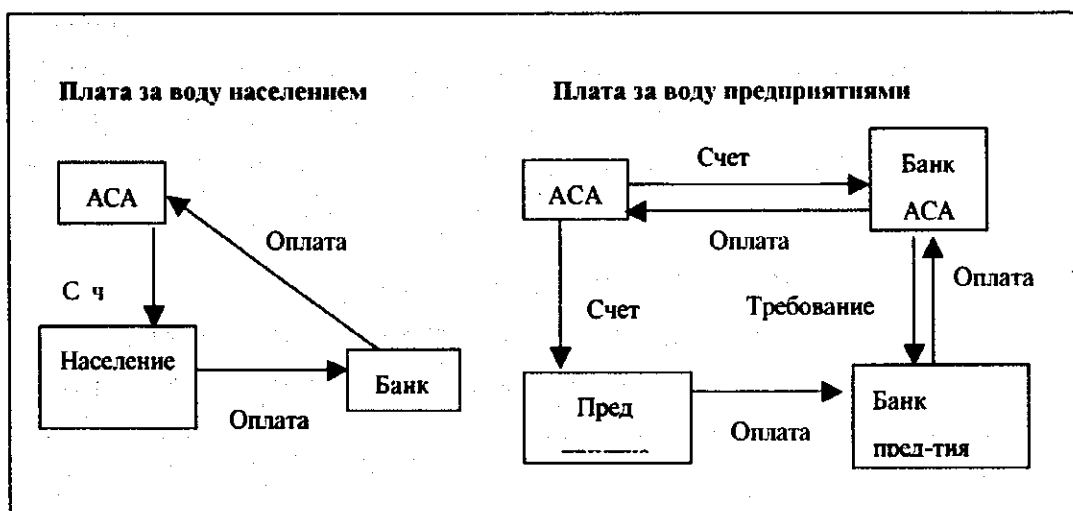 Плата за воду населением
АСА
Оплата
С ч
Население
Оплата
Банк
Плата за воду предприятиями
АСА
Счет
Оплата
Банк
АСА
Счет
Требование
Оплата
Пред
Оплата
Банк
пред-тия